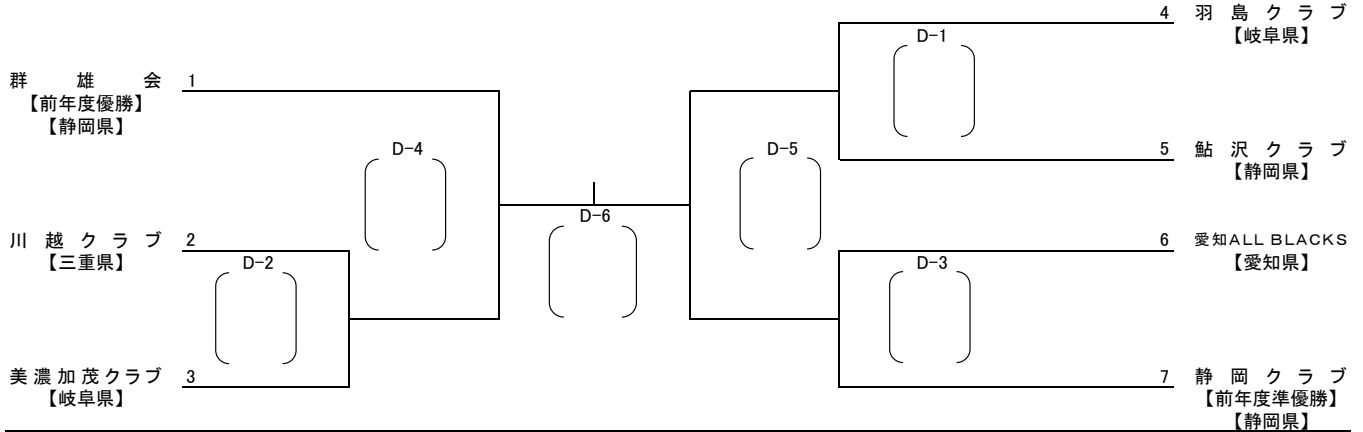 群雄会 1
【前年度優勝】
【静岡県】
川越クラブ 2
【三重県】
美濃加茂クラブ 3
【岐阜県】
D-2
D-4
D-6
D-5
D-1
D-3
4 羽島クラブ
【岐阜県】
5 鮎沢クラブ
【静岡県】
6 愛知ALL BLACKS
【愛知県】
7 静岡クラブ
【前年度準優勝】
【静岡県】